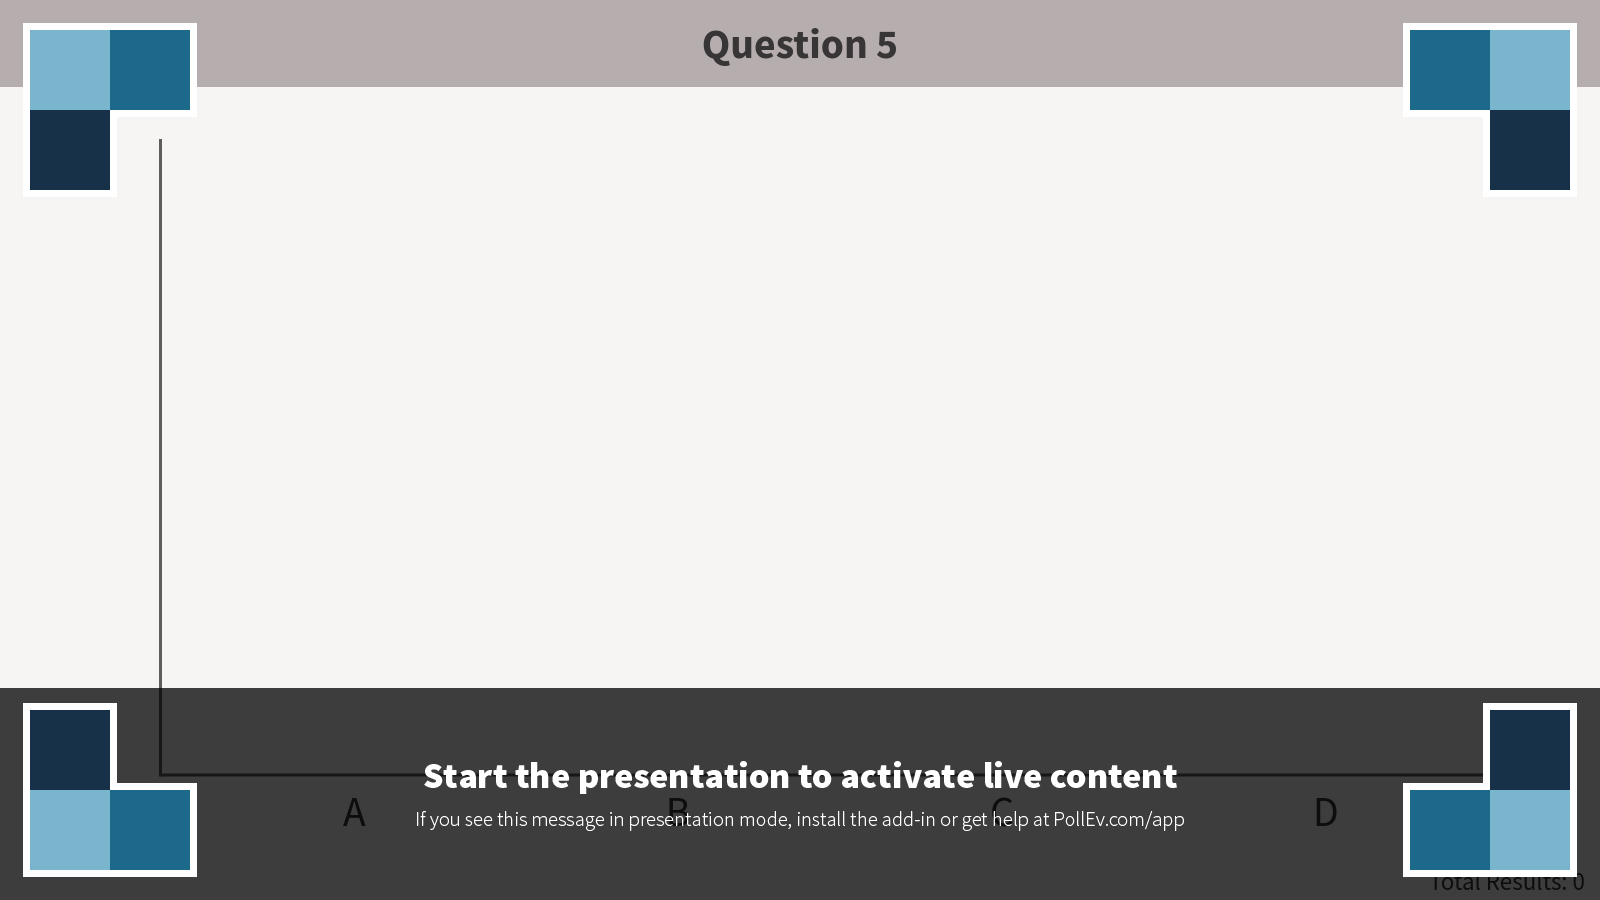 Question 5
Start the presentation to activate live content
A B C D
If you see this message in presentation mode, install the add-in or get help at PollEv.com/app
Total Results: 0